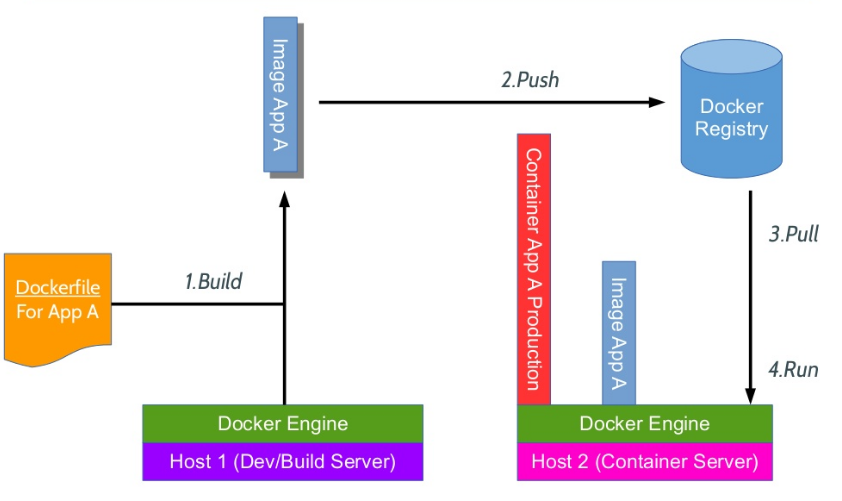 Image App A
2.Push
Docker
Registry
Container App A Production
3.Pull
Dockerfile
For App A
1.Build
Image App A
4.Run
Docker Engine
Host 1 (Dev/Build Server)
Docker Engine
Host 2 (Container Server)